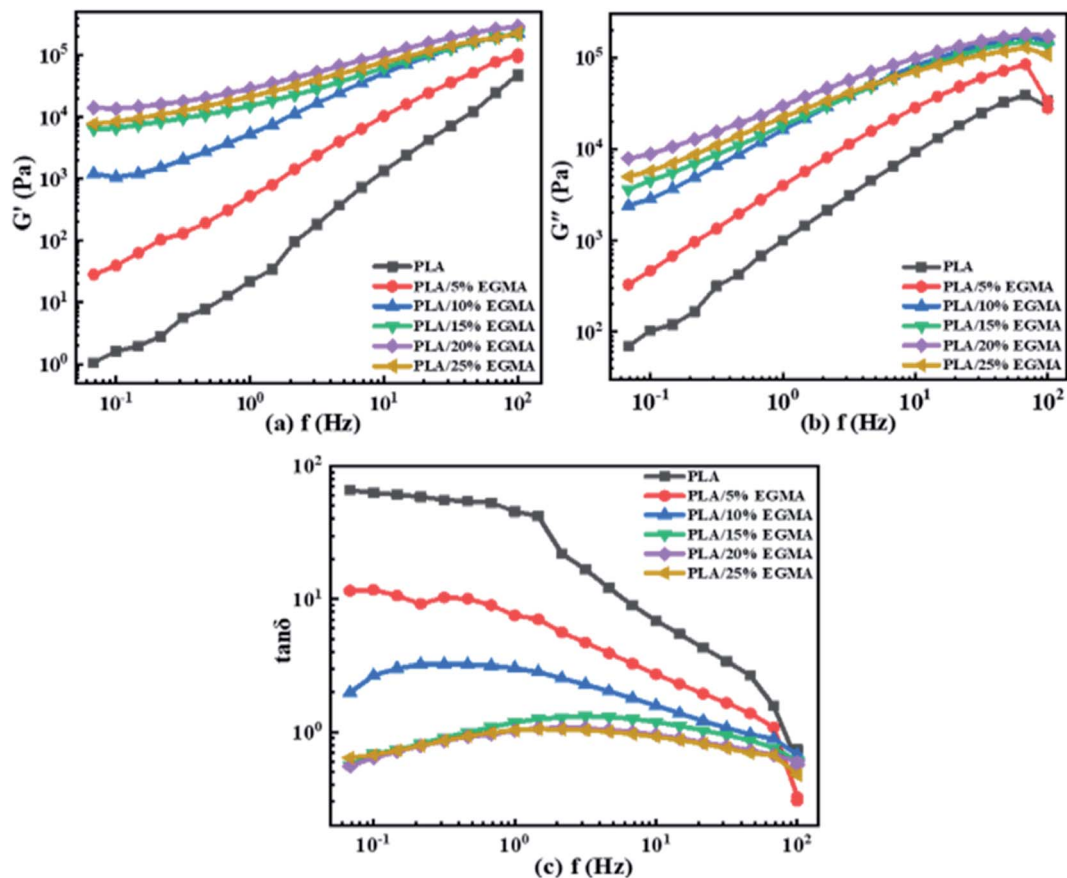 10^5
10^4
10^3
10^2
10^1
10^0
G' (Pa)
PLA
PLA/5% EGMA
PLA/10% EGMA
PLA/15% EGMA
PLA/20% EGMA
PLA/25% EGMA
10^-1
10^0
10^1
10^2
(a) f (Hz)
10^5
10^4
10^3
10^2
G″ (Pa)
PLA
PLA/5% EGMA
PLA/10% EGMA
PLA/15% EGMA
PLA/20% EGMA
PLA/25% EGMA
10^-1
10^0
10^1
10^2
(b) f (Hz)
10^2
10^1
10^0
tanδ
PLA
PLA/5% EGMA
PLA/10% EGMA
PLA/15% EGMA
PLA/20% EGMA
PLA/25% EGMA
10^-1
10^0
10^1
10^2
(c) f (Hz)